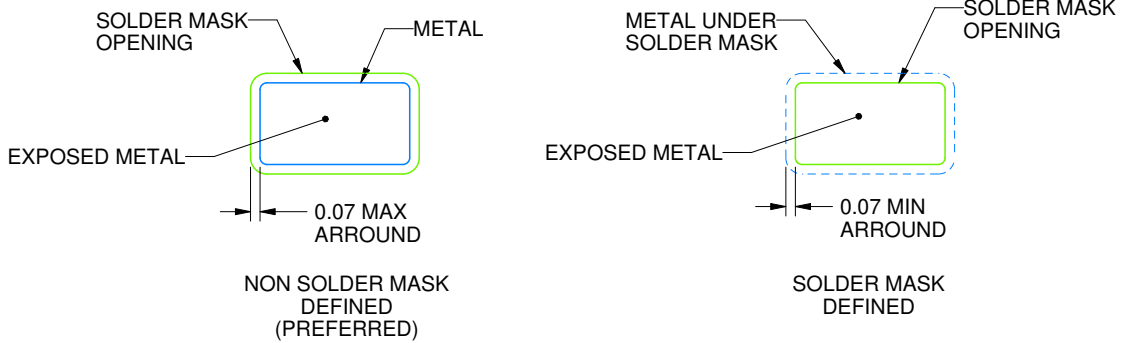 SOLDER MASK
OPENING
METAL
EXPOSED METAL
0.07 MAX
ARROUND
NON SOLDER MASK
DEFINED
(PREFERRED)
METAL UNDER
SOLDER MASK
SOLDER MASK
OPENING
EXPOSED METAL
0.07 MIN
ARROUND
SOLDER MASK
DEFINED